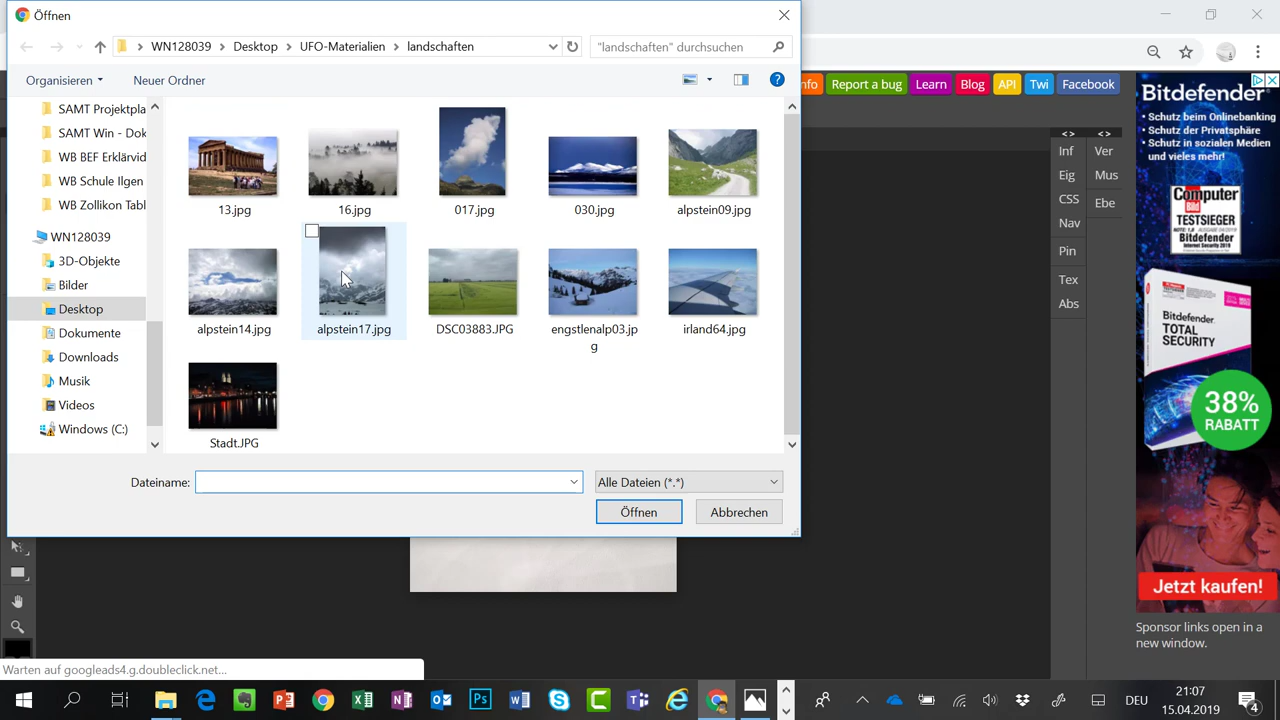 Öffnen
WN128039 > Desktop > UFO-Materialien > landschaften
"landschaften" durchsuchen
Organisieren
Neuer Ordner
SAMT Projektpla
SAMT Win - Dok
WB BEF Erklärvid
WB Schule Ilgen
WB Zollikon Tabl
WN128039
3D-Objekte
Bilder
Desktop
Dokumente
Downloads
Musik
Videos
Windows (C:)
13.jpg
16.jpg
017.jpg
030.jpg
alpstein09.jpg
alpstein14.jpg
alpstein17.jpg
DSC03883.JPG
engstlenalp03.jp
g
irland64.jpg
Stadt.JPG
Dateiname:
Alle Dateien (*.*)
Öffnen
Abbrechen
nfo
Report a bug
Learn
Blog
API
Twi
Facebook
< >
< >
Inf
Ver
Eig
Mus
CSS
Ebe
Nav
Pin
Tex
Abs
Bitdefender
Schutz beim Onlinebanking
Schutz der Privatsphäre
Schutz in sozialen Medien
und vieles mehr!
Computer
Bild
TESTSIEGER
Bitdefender
TOTAL
SECURITY
38%
RABATT
Jetzt kaufen!
Sponsor links open in a
new window.
Warten auf googleads4.g.doubleclick.net...
DEU
21:07
15.04.2019
4